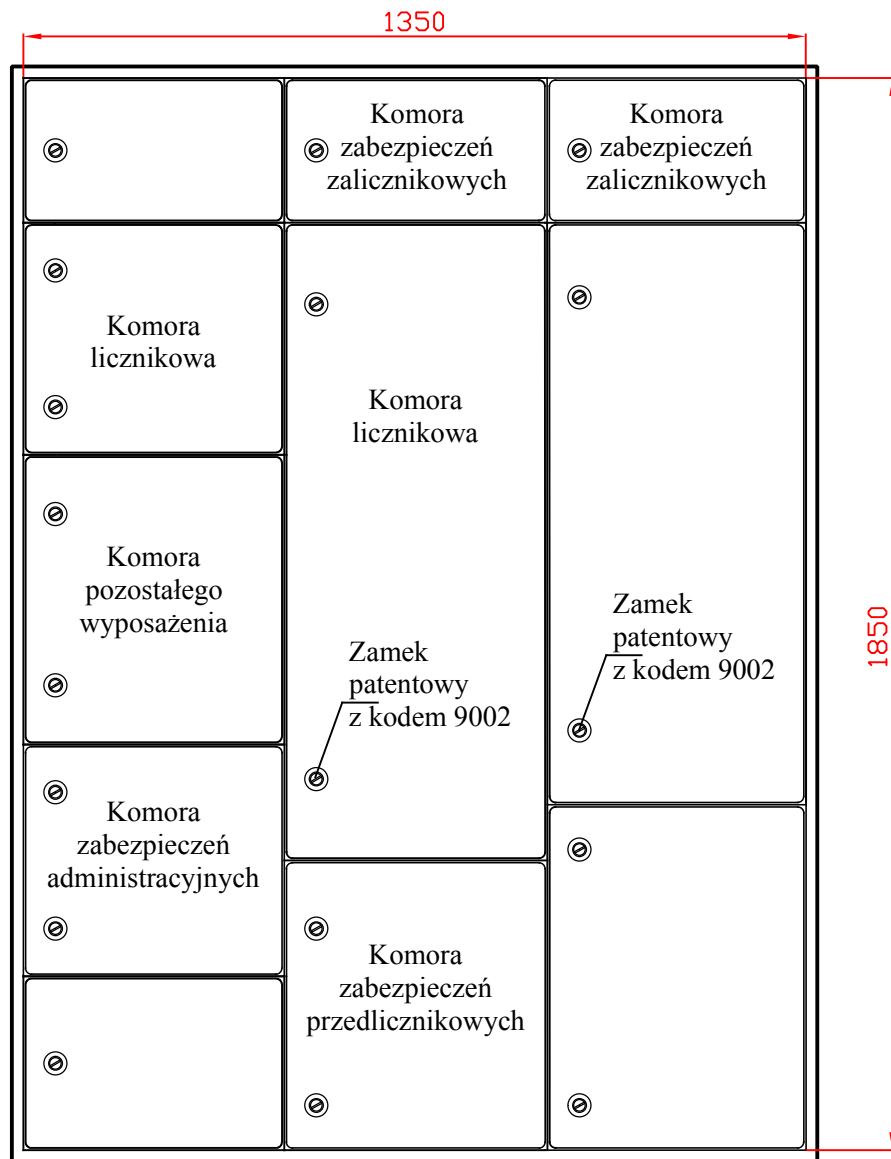 1350
Komora
zabezpieczeń
zalicznikowych
Komora
zabezpieczeń
zalicznikowych
Komora
licznikowa
Komora
licznikowa
Komora
pozostałego
wyposażenia
Zamek
patentowy
z kodem 9002
Zamek
patentowy
z kodem 9002
1850
Komora
zabezpieczeń
administracyjnych
Komora
zabezpieczeń
przedlicznikowych